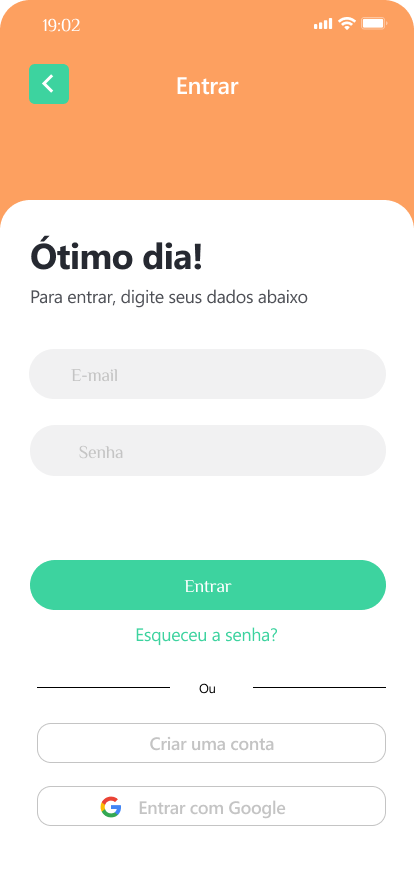 19:02
Entrar
Ótimo dia!
Para entrar, digite seus dados abaixo
E-mail
Senha
Entrar
Esqueceu a senha?
Ou
Criar uma conta
Entrar com Google